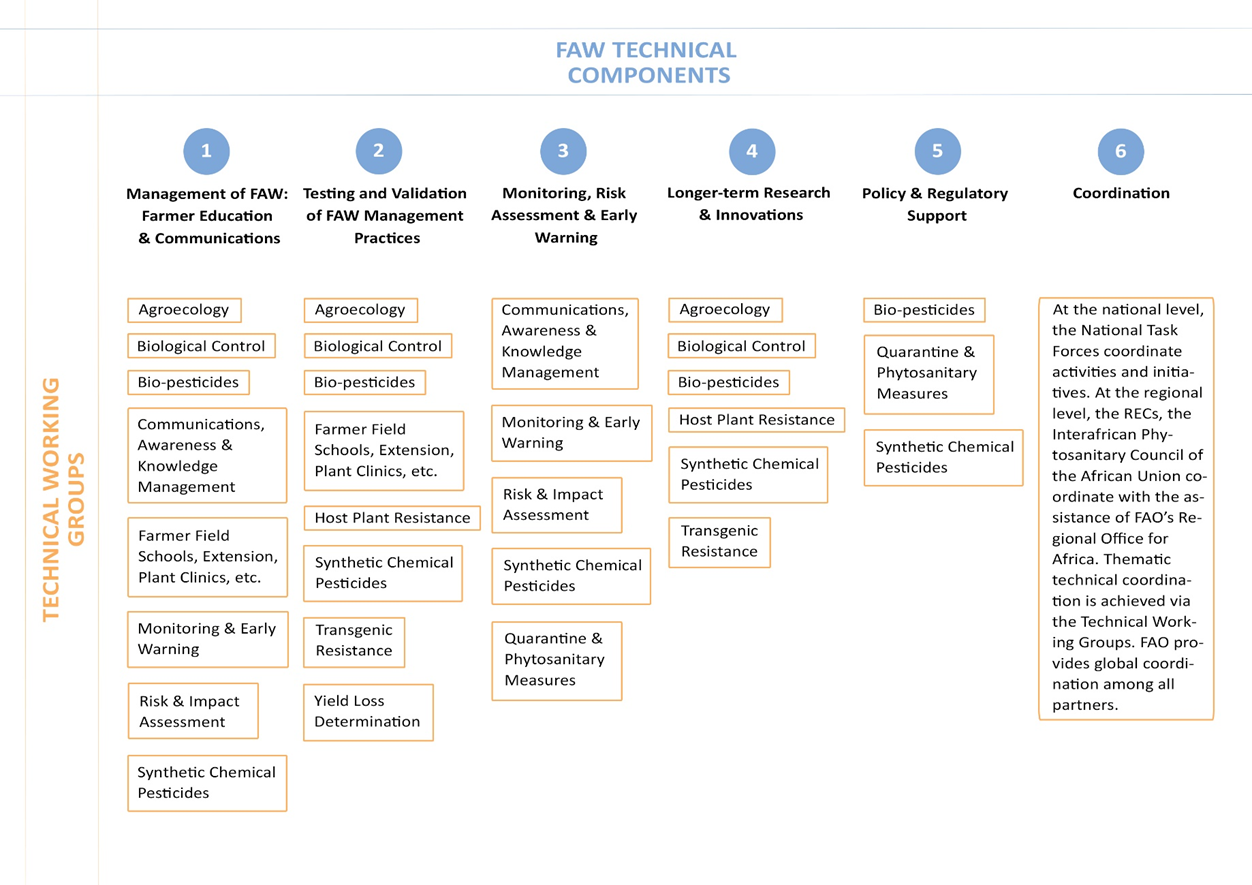 FAW TECHNICAL
COMPONENTS
TECHNICAL WORKING
GROUPS
1
Management of FAW:
Farmer Education
& Communications
Agroecology
Biological Control
Bio-pesticides
Communications,
Awareness &
Knowledge
Management
Farmer Field
Schools, Extension,
Plant Clinics, etc.
Monitoring & Early
Warning
Risk & Impact
Assessment
Synthetic Chemical
Pesticides
2
Testing and Validation
of FAW Management
Practices
Agroecology
Biological Control
Bio-pesticides
Farmer Field
Schools, Extension,
Plant Clinics, etc.
Host Plant Resistance
Synthetic Chemical
Pesticides
Transgenic
Resistance
Yield Loss
Determination
3
Monitoring, Risk
Assessment & Early
Warning
Communications,
Awareness &
Knowledge
Management
Monitoring & Early
Warning
Risk & Impact
Assessment
Synthetic Chemical
Pesticides
Quarantine &
Phytosanitary
Measures
4
Longer-term Research
& Innovations
Agroecology
Biological Control
Bio-pesticides
Host Plant Resistance
Synthetic Chemical
Pesticides
Transgenic
Resistance
5
Policy & Regulatory
Support
Bio-pesticides
Quarantine &
Phytosanitary
Measures
Synthetic Chemical
Pesticides
6
Coordination
At the national level,
the National Task
Forces coordinate
activities and initia-
tives. At the regional
level, the RECs, the
Interafrican Phy-
tosanitary Council of
the African Union co-
ordinate with the as-
sistance of FAO’s Re-
gional Office for
Africa. Thematic
technical coordina-
tion is achieved via
the Technical Work-
ing Groups. FAO pro-
vides global coordi-
nation among all
partners.